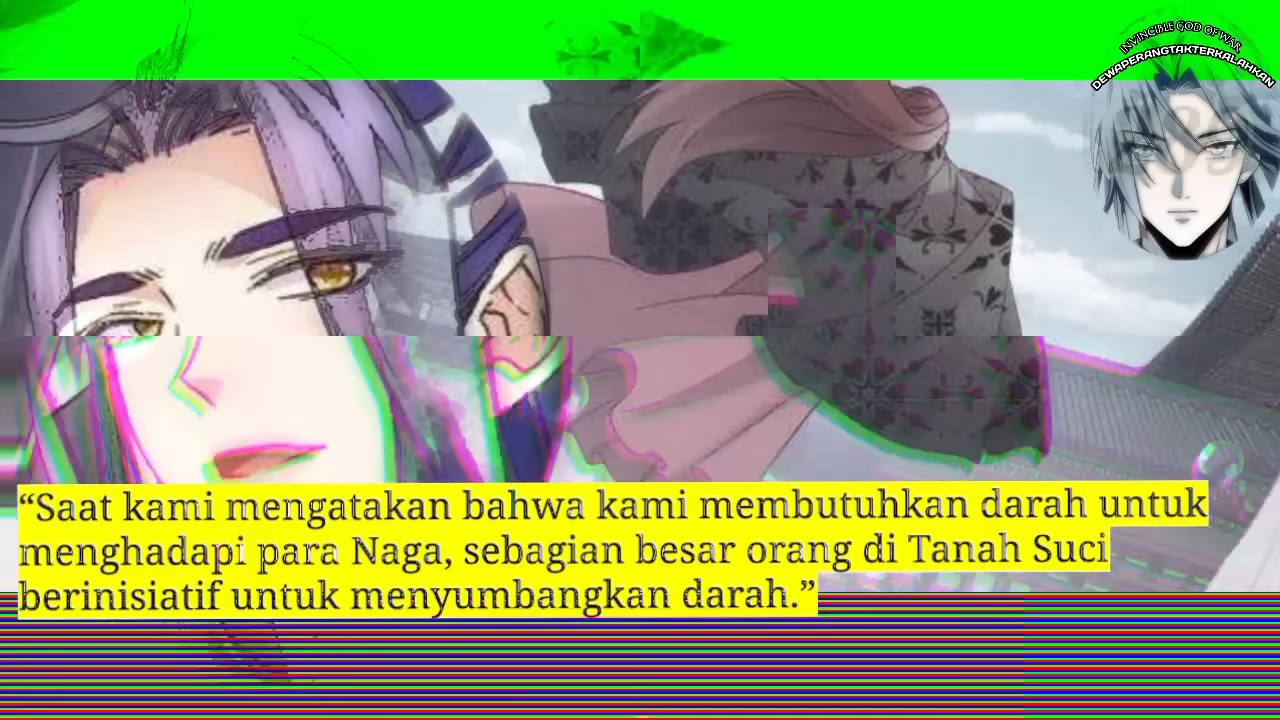 INVINCIBLE GOD OF WAR
DEWAPERANGTAKTERKALAHKAN
“Saat kami mengatakan bahwa kami membutuhkan darah untuk
menghadapi para Naga, sebagian besar orang di Tanah Suci
berinisiatif untuk menyumbangkan darah.”